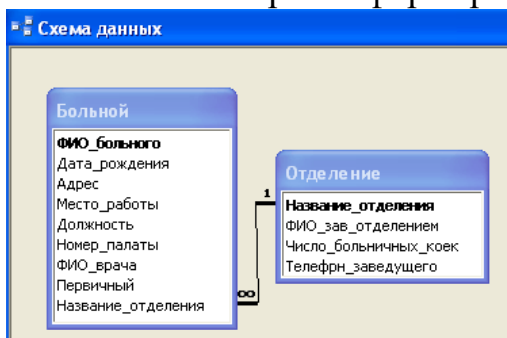 Схема данных
Больной
ФИО_больного
Дата_рождения
Адрес
Место_работы
Должность
Номер_палаты
ФИО_врача
Первичный
Название_отделения
1
∞
Отделение
Название_отделения
ФИО_зав_отделением
Число_больничных_коек
Телефрн_заведущего